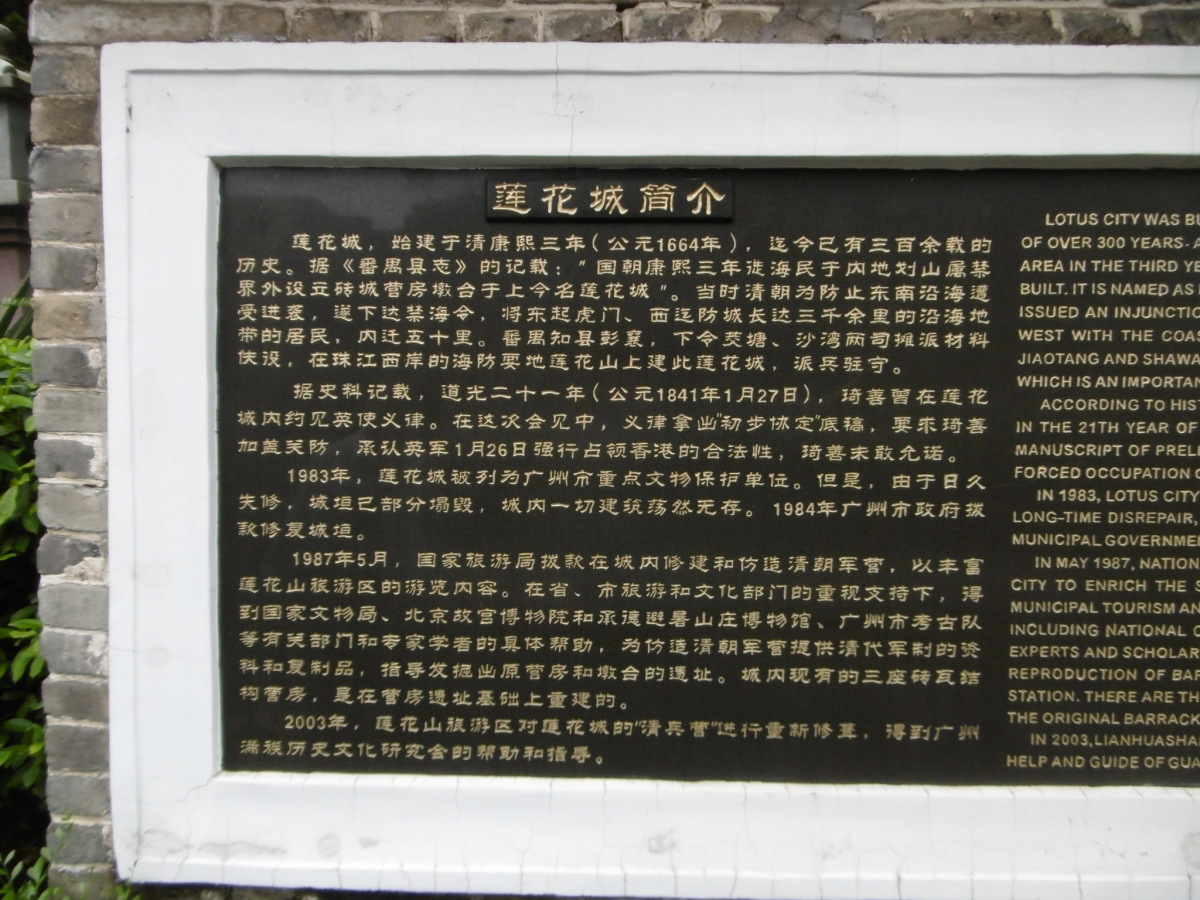 莲花城简介
莲花城，始建于清康熙三年（公元1664年），迄今已有三百余载的
历史。据《番禺县志》的记载："国朝康熙三年徙海民于内地划山属禁
界外设立砖城营房墩台于上今名莲花城"。当时清朝为防止东南沿海遭
受进袭，遂下达禁海令，将东起虎门、西迄防城长达三千余里的沿海地
带的居民，内迁五十里。番禺知县彭襄，下令茭塘、沙湾两司摊派材料
伕设，在珠江西岸的海防要地莲花山上建此莲花城，派兵驻守。
据史料记载，道光二十一年（公元1841年1月27日），琦善曾在莲花
城内约见英使义律。在这次会见中，义律拿出"初步协定"底稿，要求琦善
加盖关防，承认英军1月26日强行占领香港的合法性，琦善未敢允诺。
1983年，莲花城被列为广州市重点文物保护单位。但是，由于日久
失修，城垣已部分塌毁，城内一切建筑荡然无存。1984年广州市政府拨
款修复城垣。
1987年5月，国家旅游局拨款在城内修建和仿造清朝军营，以丰富
莲花山旅游区的游览内容。在省、市旅游和文化部门的重视支持下，得
到国家文物局、北京故宫博物院和承德避暑山庄博物馆、广州市考古队
等有关部门和专家学者的具体帮助，为仿造清朝军营提供清代军制的资
料和复制品，指导发掘出原营房和墩台的遗址。城内现有的三座砖瓦结
构营房，是在营房遗址基础上重建的。
2003年，莲花山旅游区对莲花城的"清兵营"进行重新修葺，得到广州
满族历史文化研究会的帮助和指导。
LOTUS CITY WAS
OF OVER 300 YEARS.
AREA IN THE THIRD
BUILT. IT IS NAMED AS
ISSUED AN
WEST WITH THE
JIAOTANG AND
WHICH IS AN
ACCORDING TO
IN THE 21TH YEAR OF
MANUSCRIPT OF
FORCED OCCUPATION
IN 1983, LOTUS CITY
LONG-TIME DISREPAIR
MUNICIPAL
IN MAY 1987,
CITY TO ENRICH THE
MUNICIPAL TOURISM
INCLUDING NATIONAL
EXPERTS AND
REPRODUCTION OF
STATION. THERE ARE
THE ORIGINAL
IN 2003,
HELP AND GUIDE OF